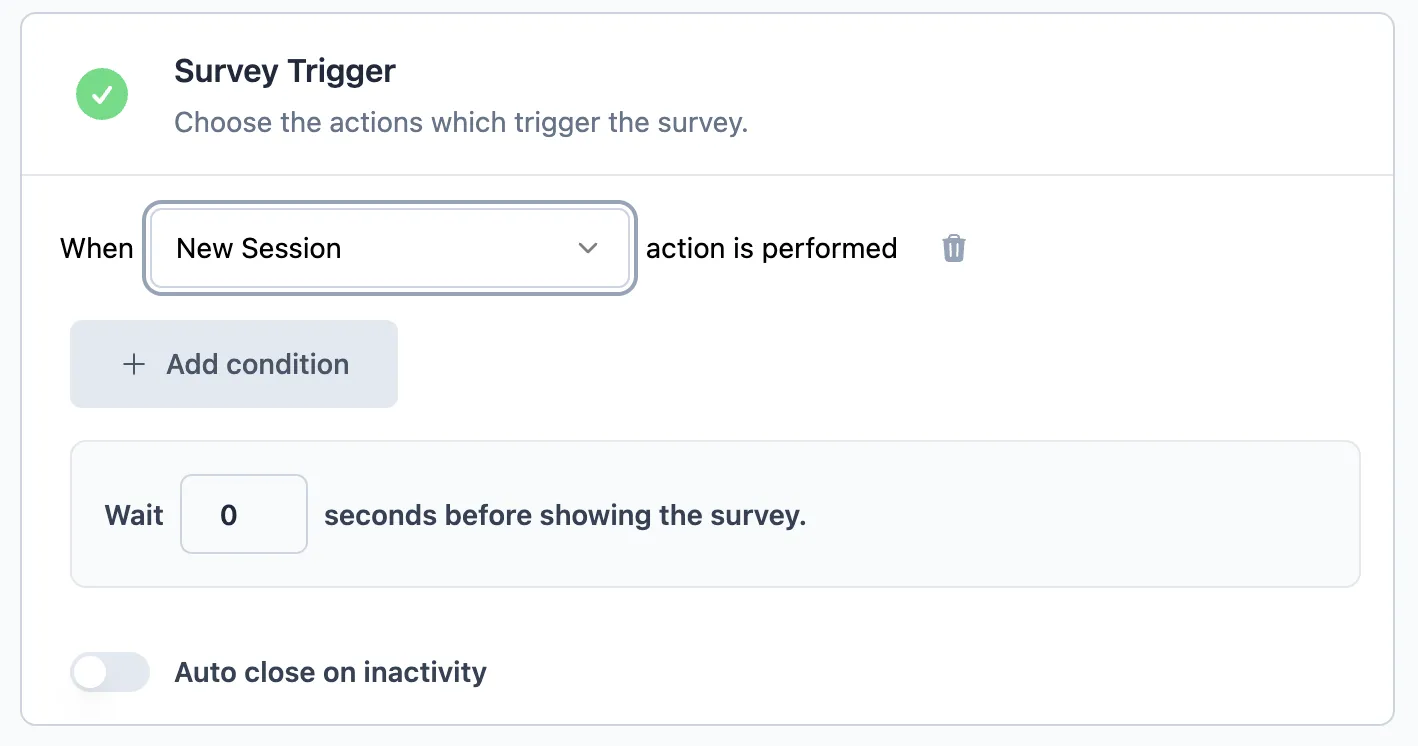 Survey Trigger
Choose the actions which trigger the survey.
When New Session action is performed
+ Add condition
Wait 0 seconds before showing the survey.
Auto close on inactivity